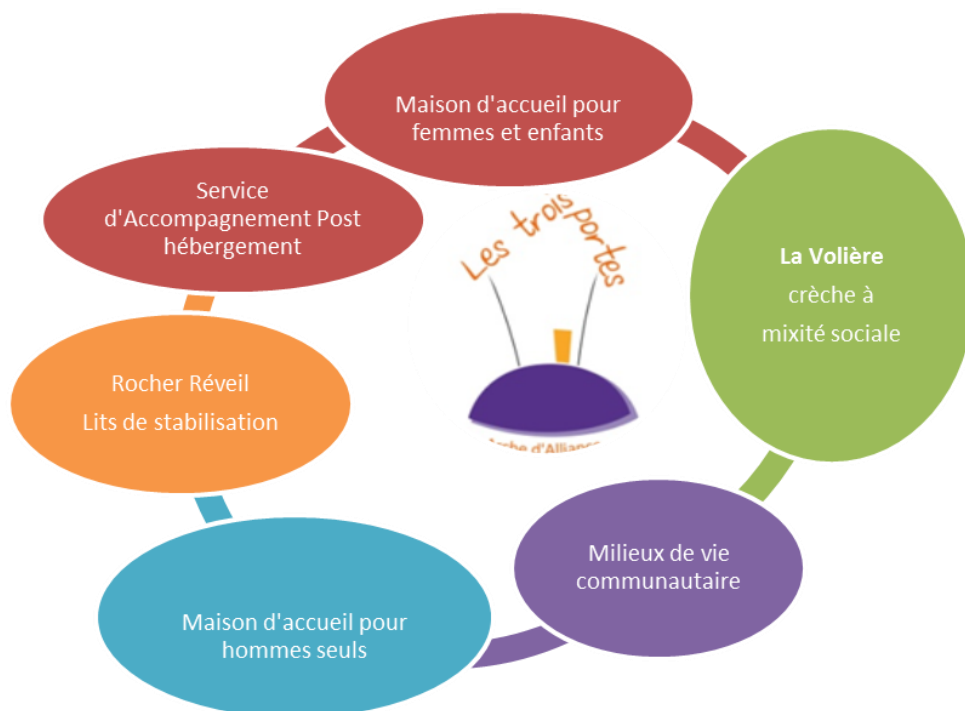 Maison d'accueil pour
femmes et enfants
Service
d'Accompagnement Post
hébergement
Les trois portes
La Volière
crèche à
mixité sociale
Rocher Réveil
Lits de stabilisation
d'Alliance
Milieux de vie
communautaire
Maison d'accueil pour
hommes seuls